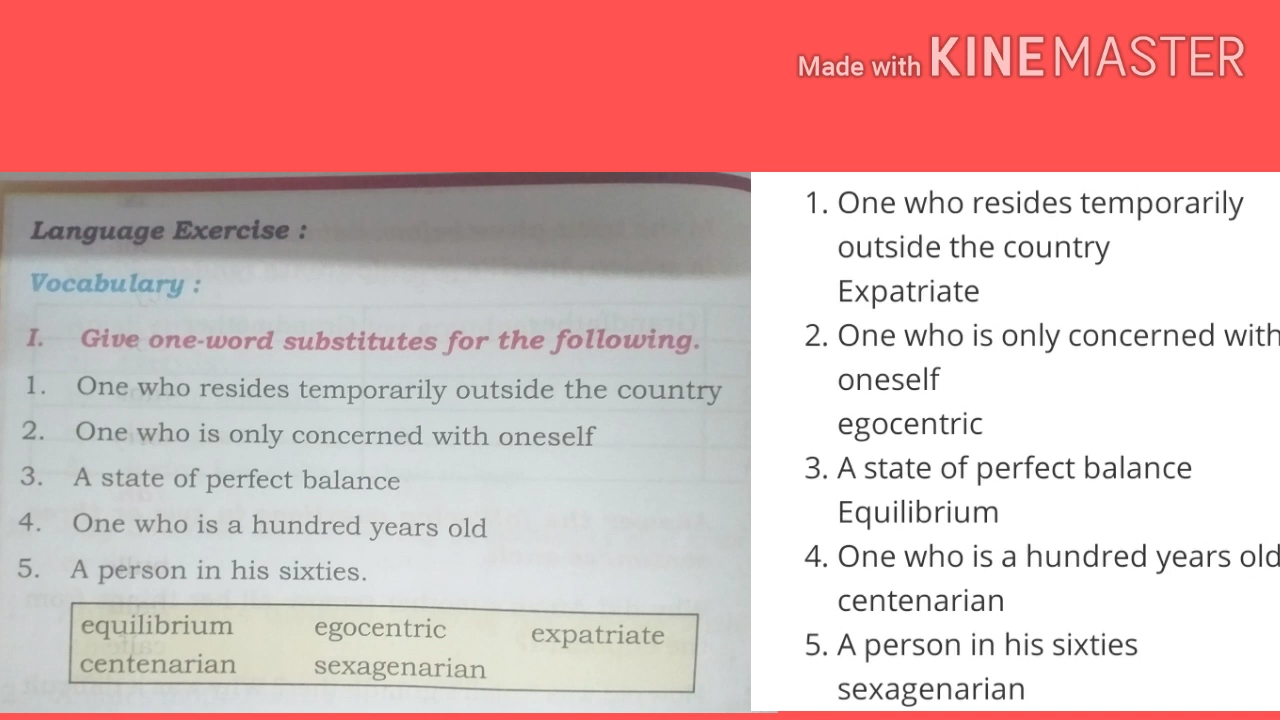 Made with KINEMASTER
Language Exercise :
Vocabulary :
I. Give one-word substitutes for the following.
1. One who resides temporarily outside the country
2. One who is only concerned with oneself
3. A state of perfect balance
4. One who is a hundred years old
5. A person in his sixties.
equilibrium egocentric expatriate
centenarian sexagenarian
1. One who resides temporarily
outside the country
Expatriate
2. One who is only concerned with
oneself
egocentric
3. A state of perfect balance
Equilibrium
4. One who is a hundred years old
centenarian
5. A person in his sixties
sexagenarian